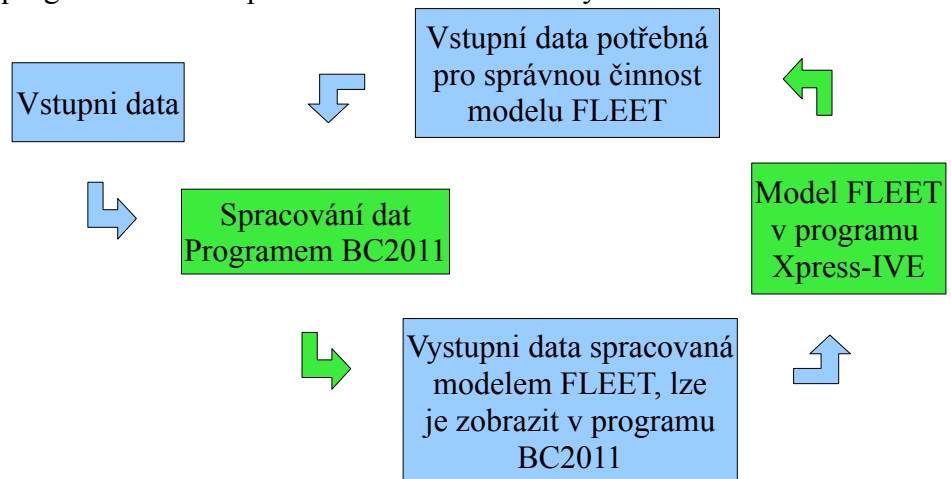 Vstupní data potřebná
pro správnou činnost
modelu FLEET
Vstupni data
Spracování dat
Programem BC2011
Model FLEET
v programu
Xpress-IVE
Vystupni data spracovaná
modelem FLEET, lze
je zobrazit v programu
BC2011